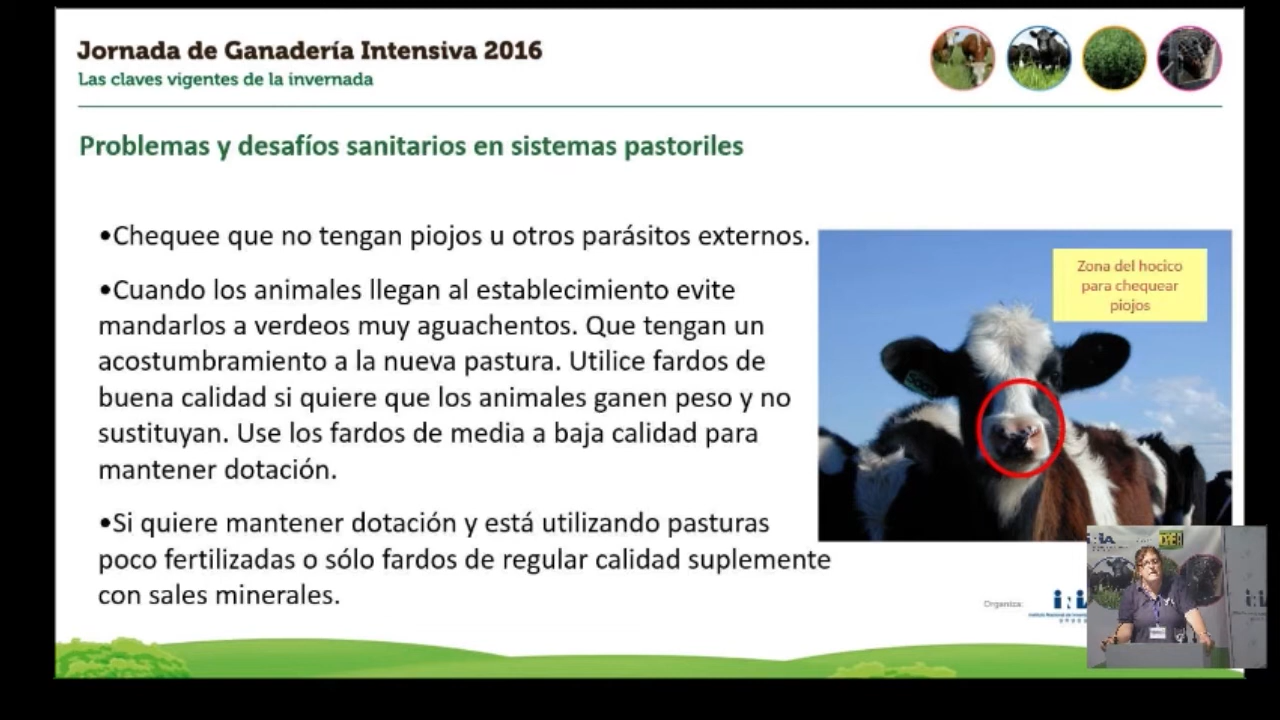 Jornada de Ganadería Intensiva 2016
Las claves vigentes de la invernada
Problemas y desafíos sanitarios en sistemas pastoriles
•Chequee que no tengan piojos u otros parásitos externos.
•Cuando los animales llegan al establecimiento evite
mandarlos a verdeos muy aguachentos. Que tengan un
acostumbramiento a la nueva pastura. Utilice fardos de
buena calidad si quiere que los animales ganen peso y no
sustituyan. Use los fardos de media a baja calidad para
mantener dotación.
•Si quiere mantener dotación y está utilizando pasturas
poco fertilizadas o sólo fardos de regular calidad suplemente
con sales minerales.
Zona del hocico
para chequear
piojos
Organiza: